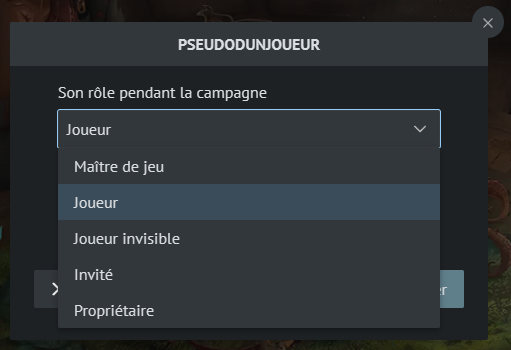 PSEUDODUNJOUEUR
Son rôle pendant la campagne
Joueur
Maître de jeu
Joueur
Joueur invisible
Invité
Propriétaire